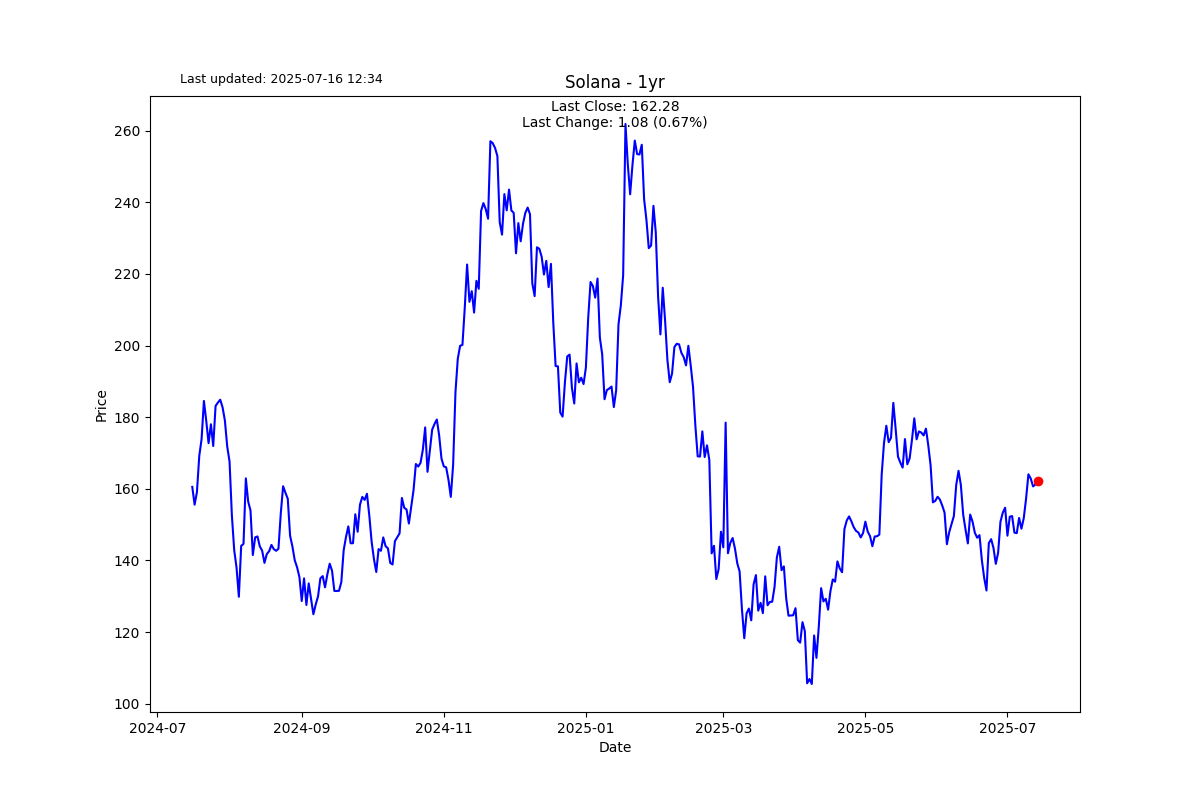 Last updated: 2025-07-16 12:34
Solana - 1yr
Last Close: 162.28
Last Change: 1.08 (0.67%)
260
240
220
200
180
160
140
120
100
Price
2024-07
2024-09
2024-11
2025-01
2025-03
2025-05
2025-07
Date